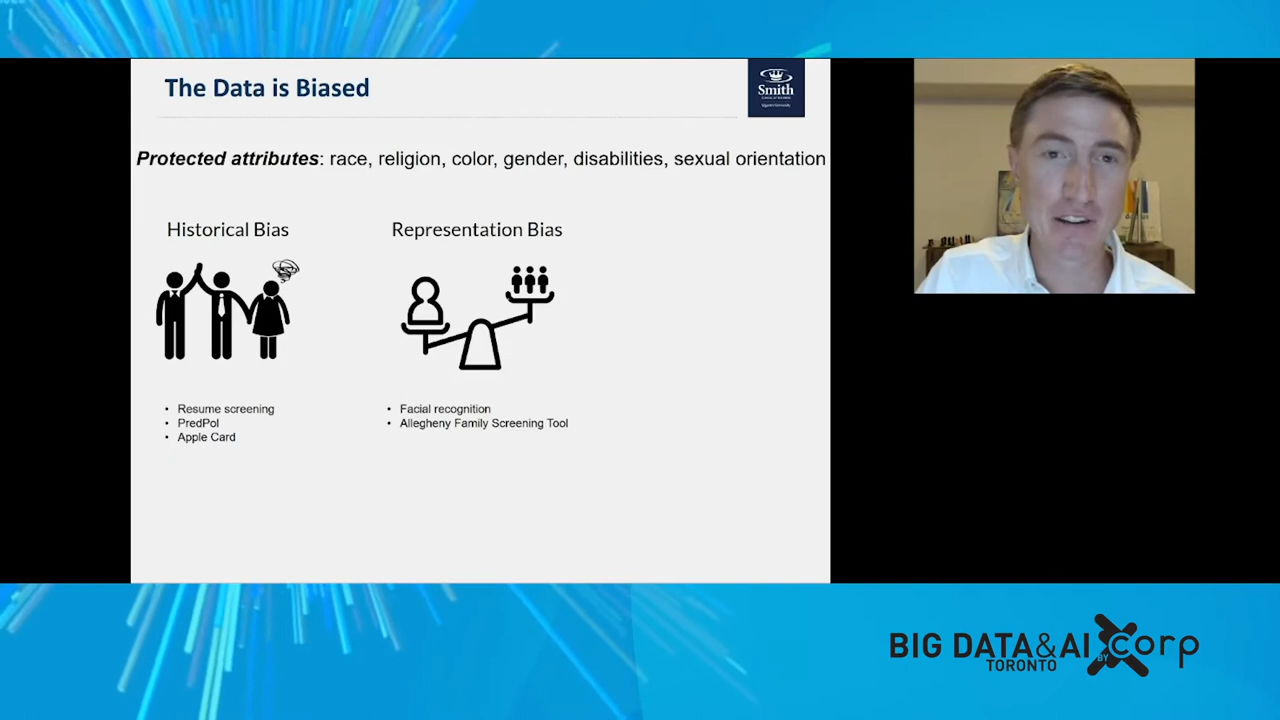 The Data is Biased
Smith
Protected attributes: race, religion, color, gender, disabilities, sexual orientation
Historical Bias
Representation Bias
• Resume screening
• PredPol
• Apple Card
• Facial recognition
• Allegheny Family Screening Tool
BIG DATA&AI BY corp
TORONTO